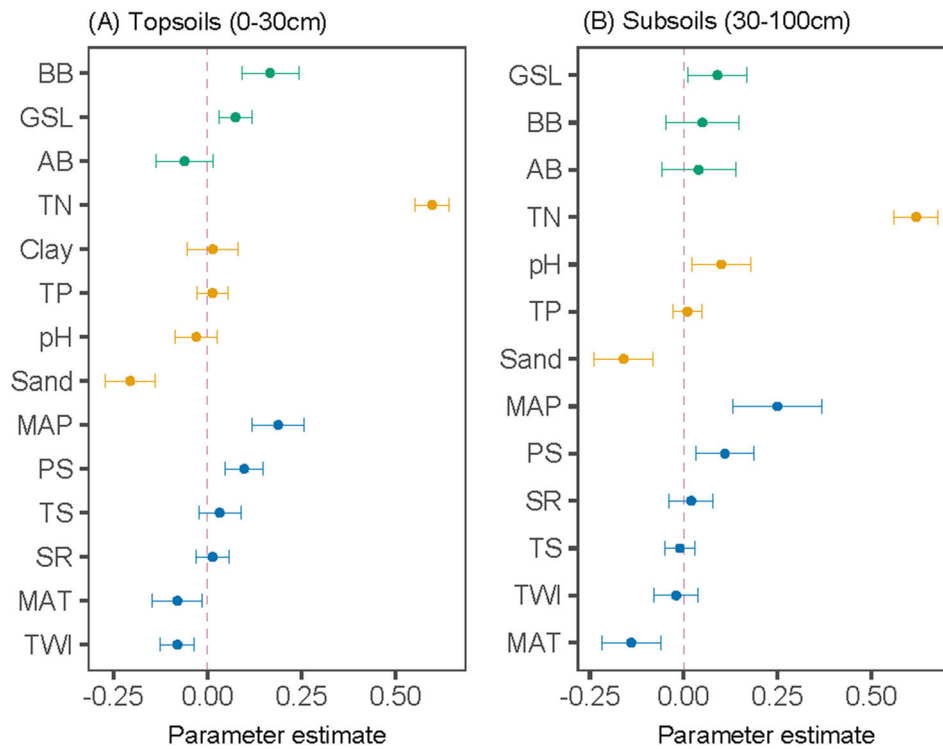 (A) Topsoils (0-30cm)
BB
GSL
AB
TN
Clay
TP
pH
Sand
MAP
PS
TS
SR
MAT
TWI
-0.25 0.00 0.25 0.50
Parameter estimate
(B) Subsoils (30-100cm)
GSL
BB
AB
TN
pH
TP
Sand
MAP
PS
SR
TS
TWI
MAT
-0.25 0.00 0.25 0.50
Parameter estimate